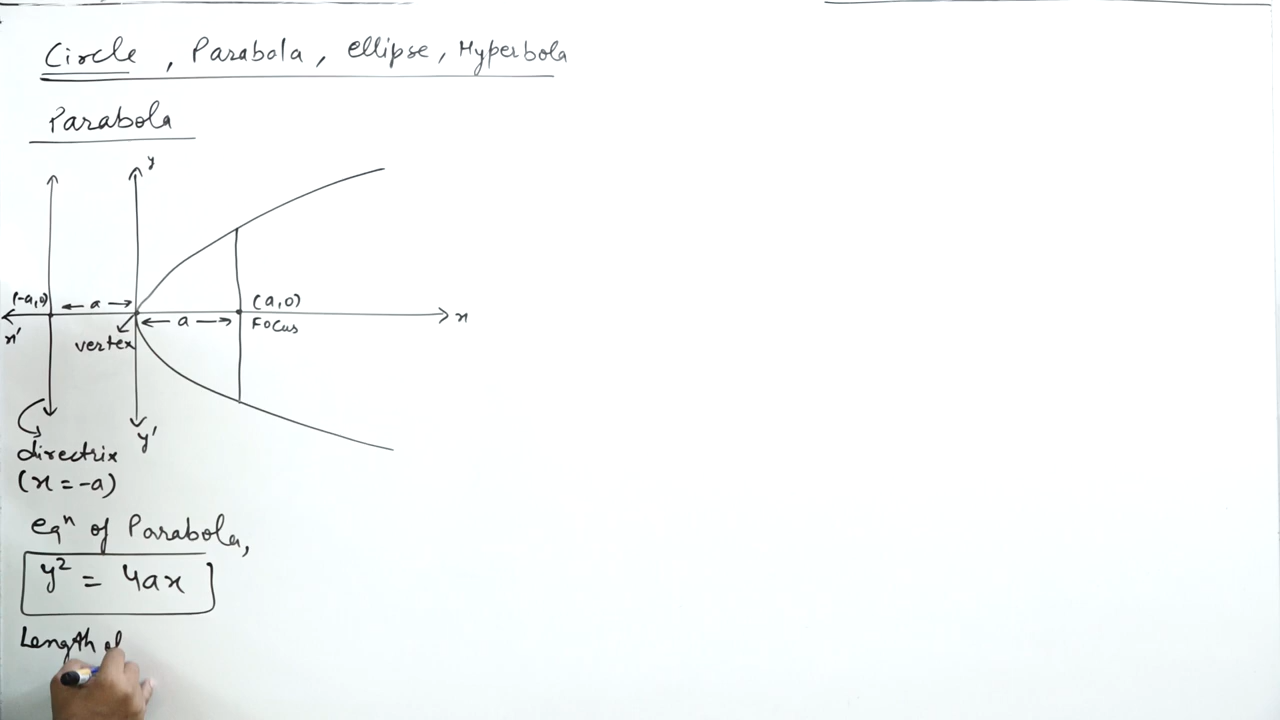 Circle, Parabola, ellipse, Hyperbola
Parabola
y
(-a,0) a (a,0)
x' a Focus x
vertex
y'
directrix
(x = -a)
eqⁿ of Parabola,
y² = 4ax
Length of